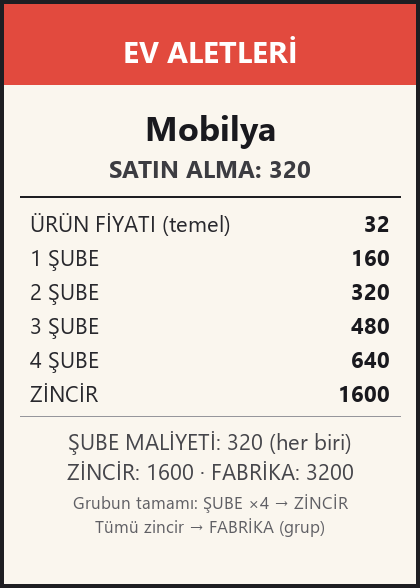 EV ALETLERİ
Mobilya
SATIN ALMA: 320
ÜRÜN FİYATI (temel) 32
1 ŞUBE 160
2 ŞUBE 320
3 ŞUBE 480
4 ŞUBE 640
ZİNCİR 1600
ŞUBE MALİYETİ: 320 (her biri)
ZİNCİR: 1600 · FABRİKA: 3200
Grubun tamamı: ŞUBE ×4 → ZİNCİR
Tümü zincir → FABRİKA (grup)